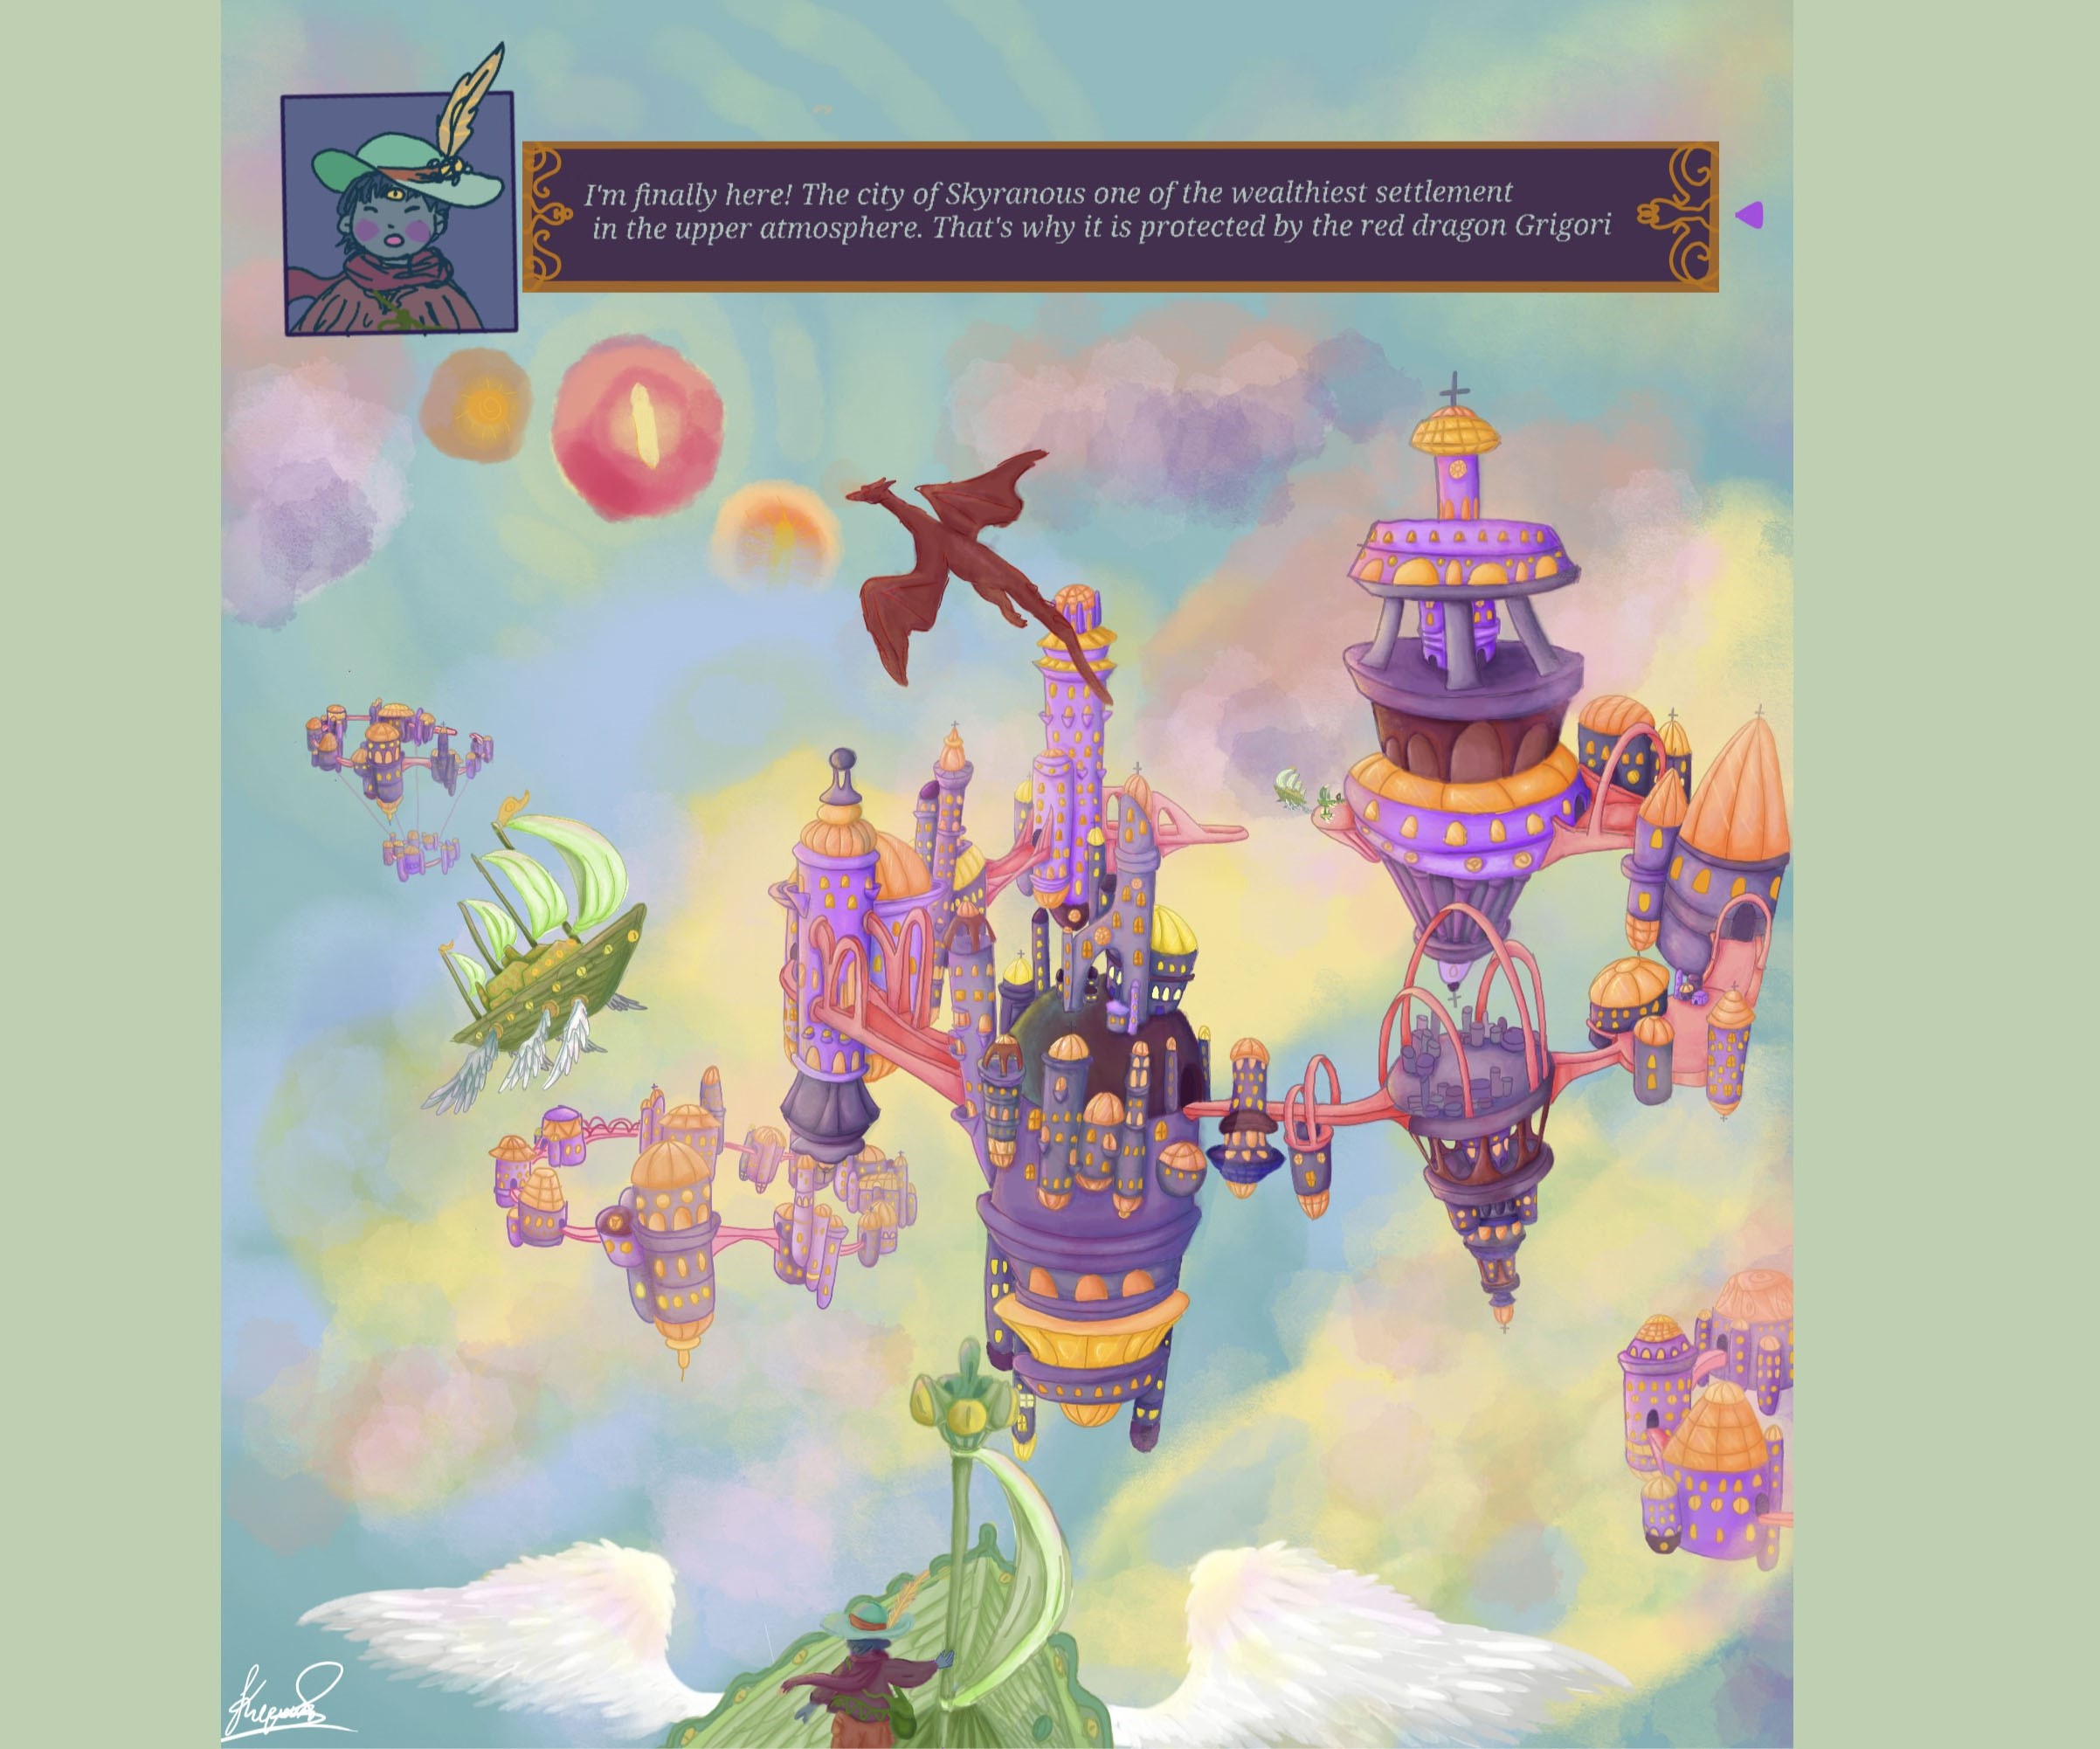 I'm finally here! The city of Skyranous one of the wealthiest settlement
in the upper atmosphere. That's why it is protected by the red dragon Grigori